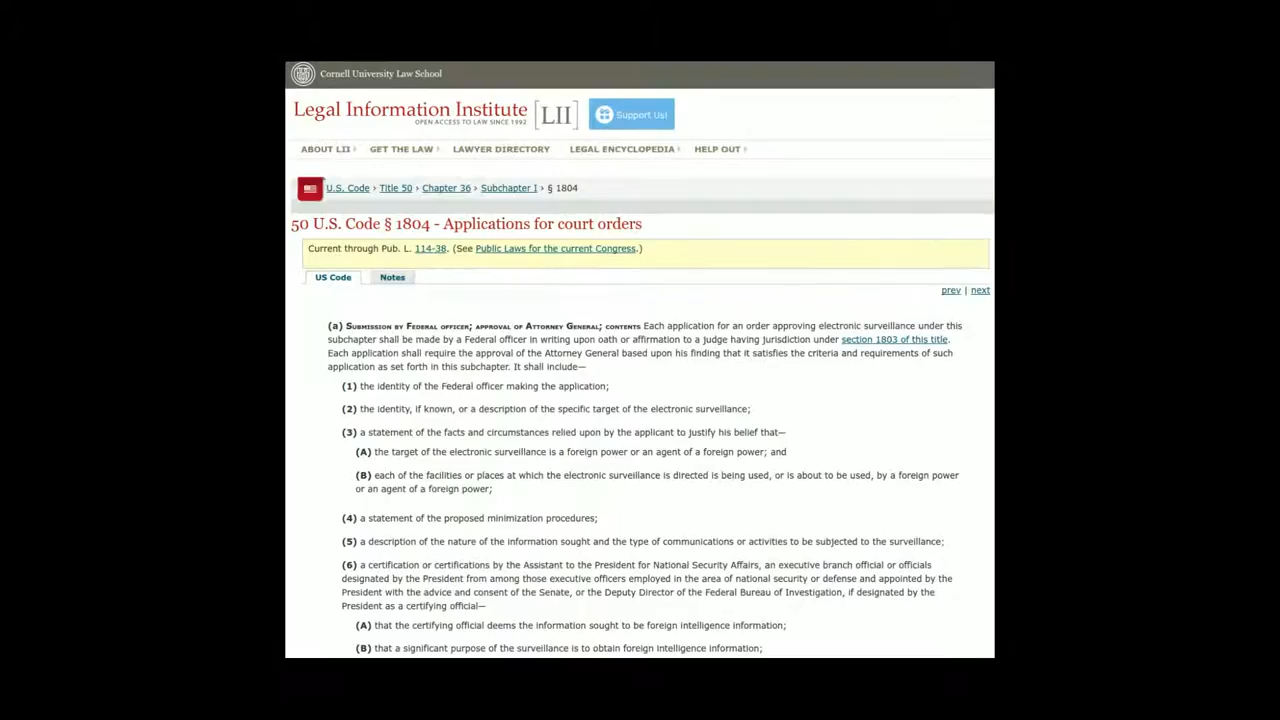 Cornell University Law School
Legal Information Institute [LII] Support Us!
OPEN ACCESS TO LAW SINCE 1992
ABOUT LII GET THE LAW LAWYER DIRECTORY LEGAL ENCYCLOPEDIA HELP OUT
U.S. Code › Title 50 › Chapter 36 › Subchapter I › § 1804
50 U.S. Code § 1804 - Applications for court orders
Current through Pub. L. 114-38. (See Public Laws for the current Congress.)
US Code Notes
prev | next
(a) Submission by Federal officer; approval of Attorney General; contents Each application for an order approving electronic surveillance under this
subchapter shall be made by a Federal officer in writing upon oath or affirmation to a judge having jurisdiction under section 1803 of this title.
Each application shall require the approval of the Attorney General based upon his finding that it satisfies the criteria and requirements of such
application as set forth in this subchapter. It shall include—
(1) the identity of the Federal officer making the application;
(2) the identity, if known, or a description of the specific target of the electronic surveillance;
(3) a statement of the facts and circumstances relied upon by the applicant to justify his belief that—
(A) the target of the electronic surveillance is a foreign power or an agent of a foreign power; and
(B) each of the facilities or places at which the electronic surveillance is directed is being used, or is about to be used, by a foreign power
or an agent of a foreign power;
(4) a statement of the proposed minimization procedures;
(5) a description of the nature of the information sought and the type of communications or activities to be subjected to the surveillance;
(6) a certification or certifications by the Assistant to the President for National Security Affairs, an executive branch official or officials
designated by the President from among those executive officers employed in the area of national security or defense and appointed by the
President with the advice and consent of the Senate, or the Deputy Director of the Federal Bureau of Investigation, if designated by the
President as a certifying official—
(A) that the certifying official deems the information sought to be foreign intelligence information;
(B) that a significant purpose of the surveillance is to obtain foreign intelligence information;